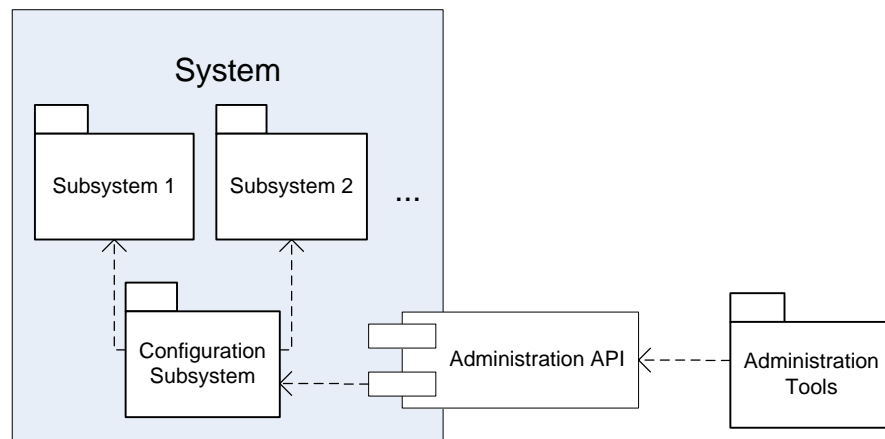 System
Subsystem 1
Subsystem 2
...
Configuration
Subsystem
Administration API
Administration
Tools